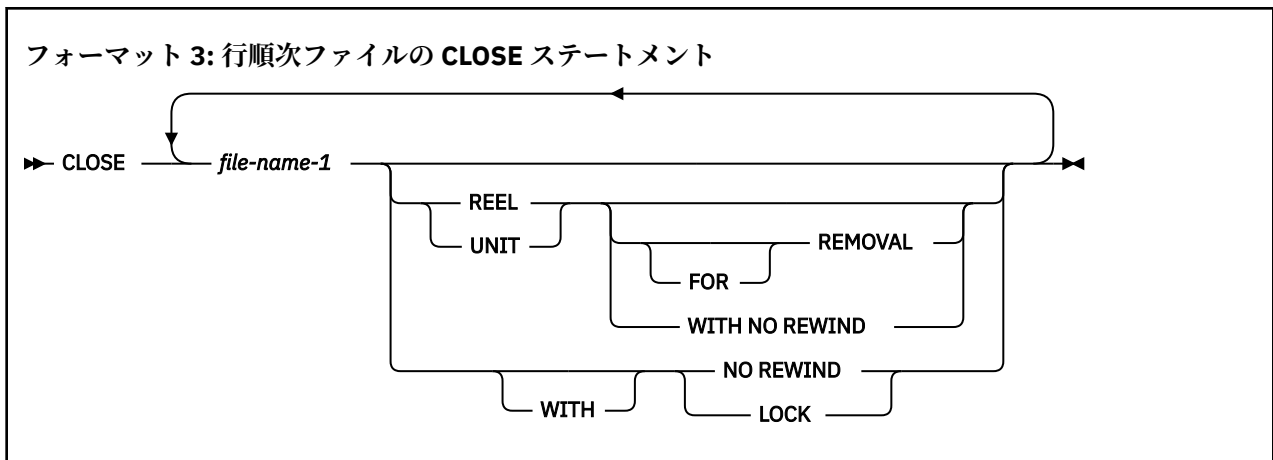 フォーマット 3: 行順次ファイルの CLOSE ステートメント
CLOSE file-name-1
REEL
UNIT
REMOVAL
FOR
WITH NO REWIND
NO REWIND
WITH
LOCK